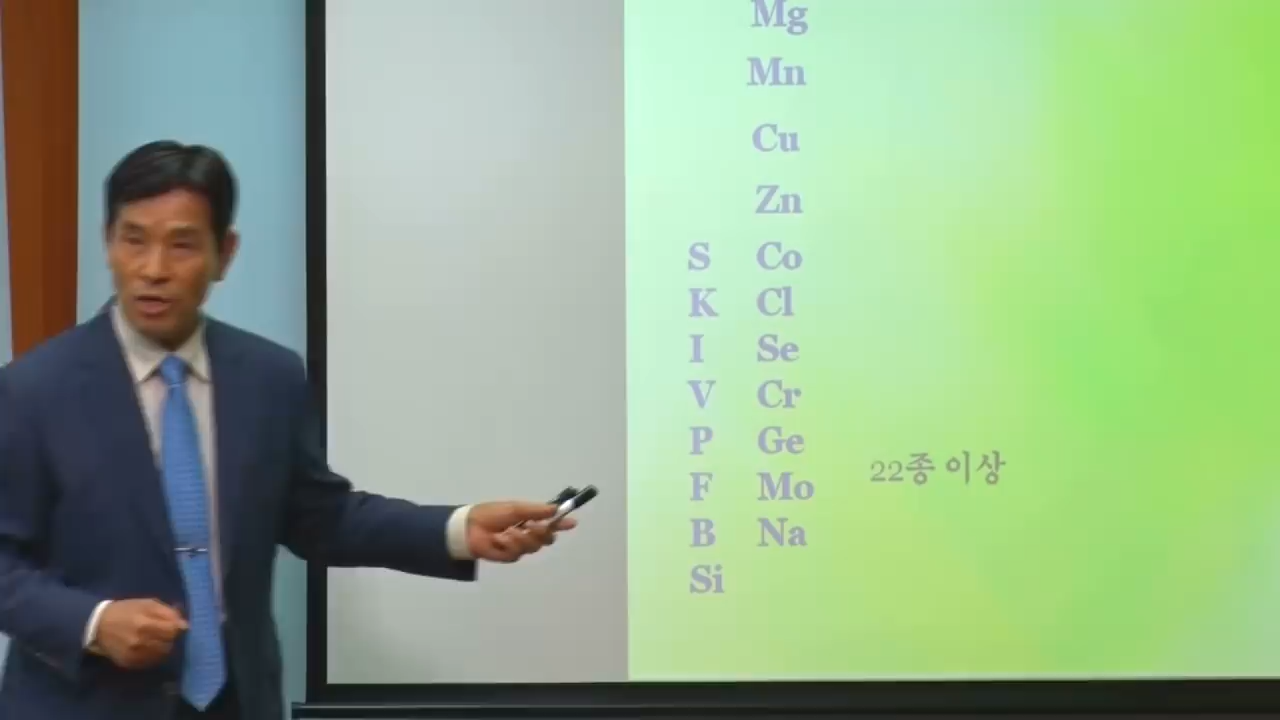 Mg
Mn
Cu
Zn
S Co
K Cl
I Se
V Cr
P Ge
F Mo
B Na
Si
22종 이상